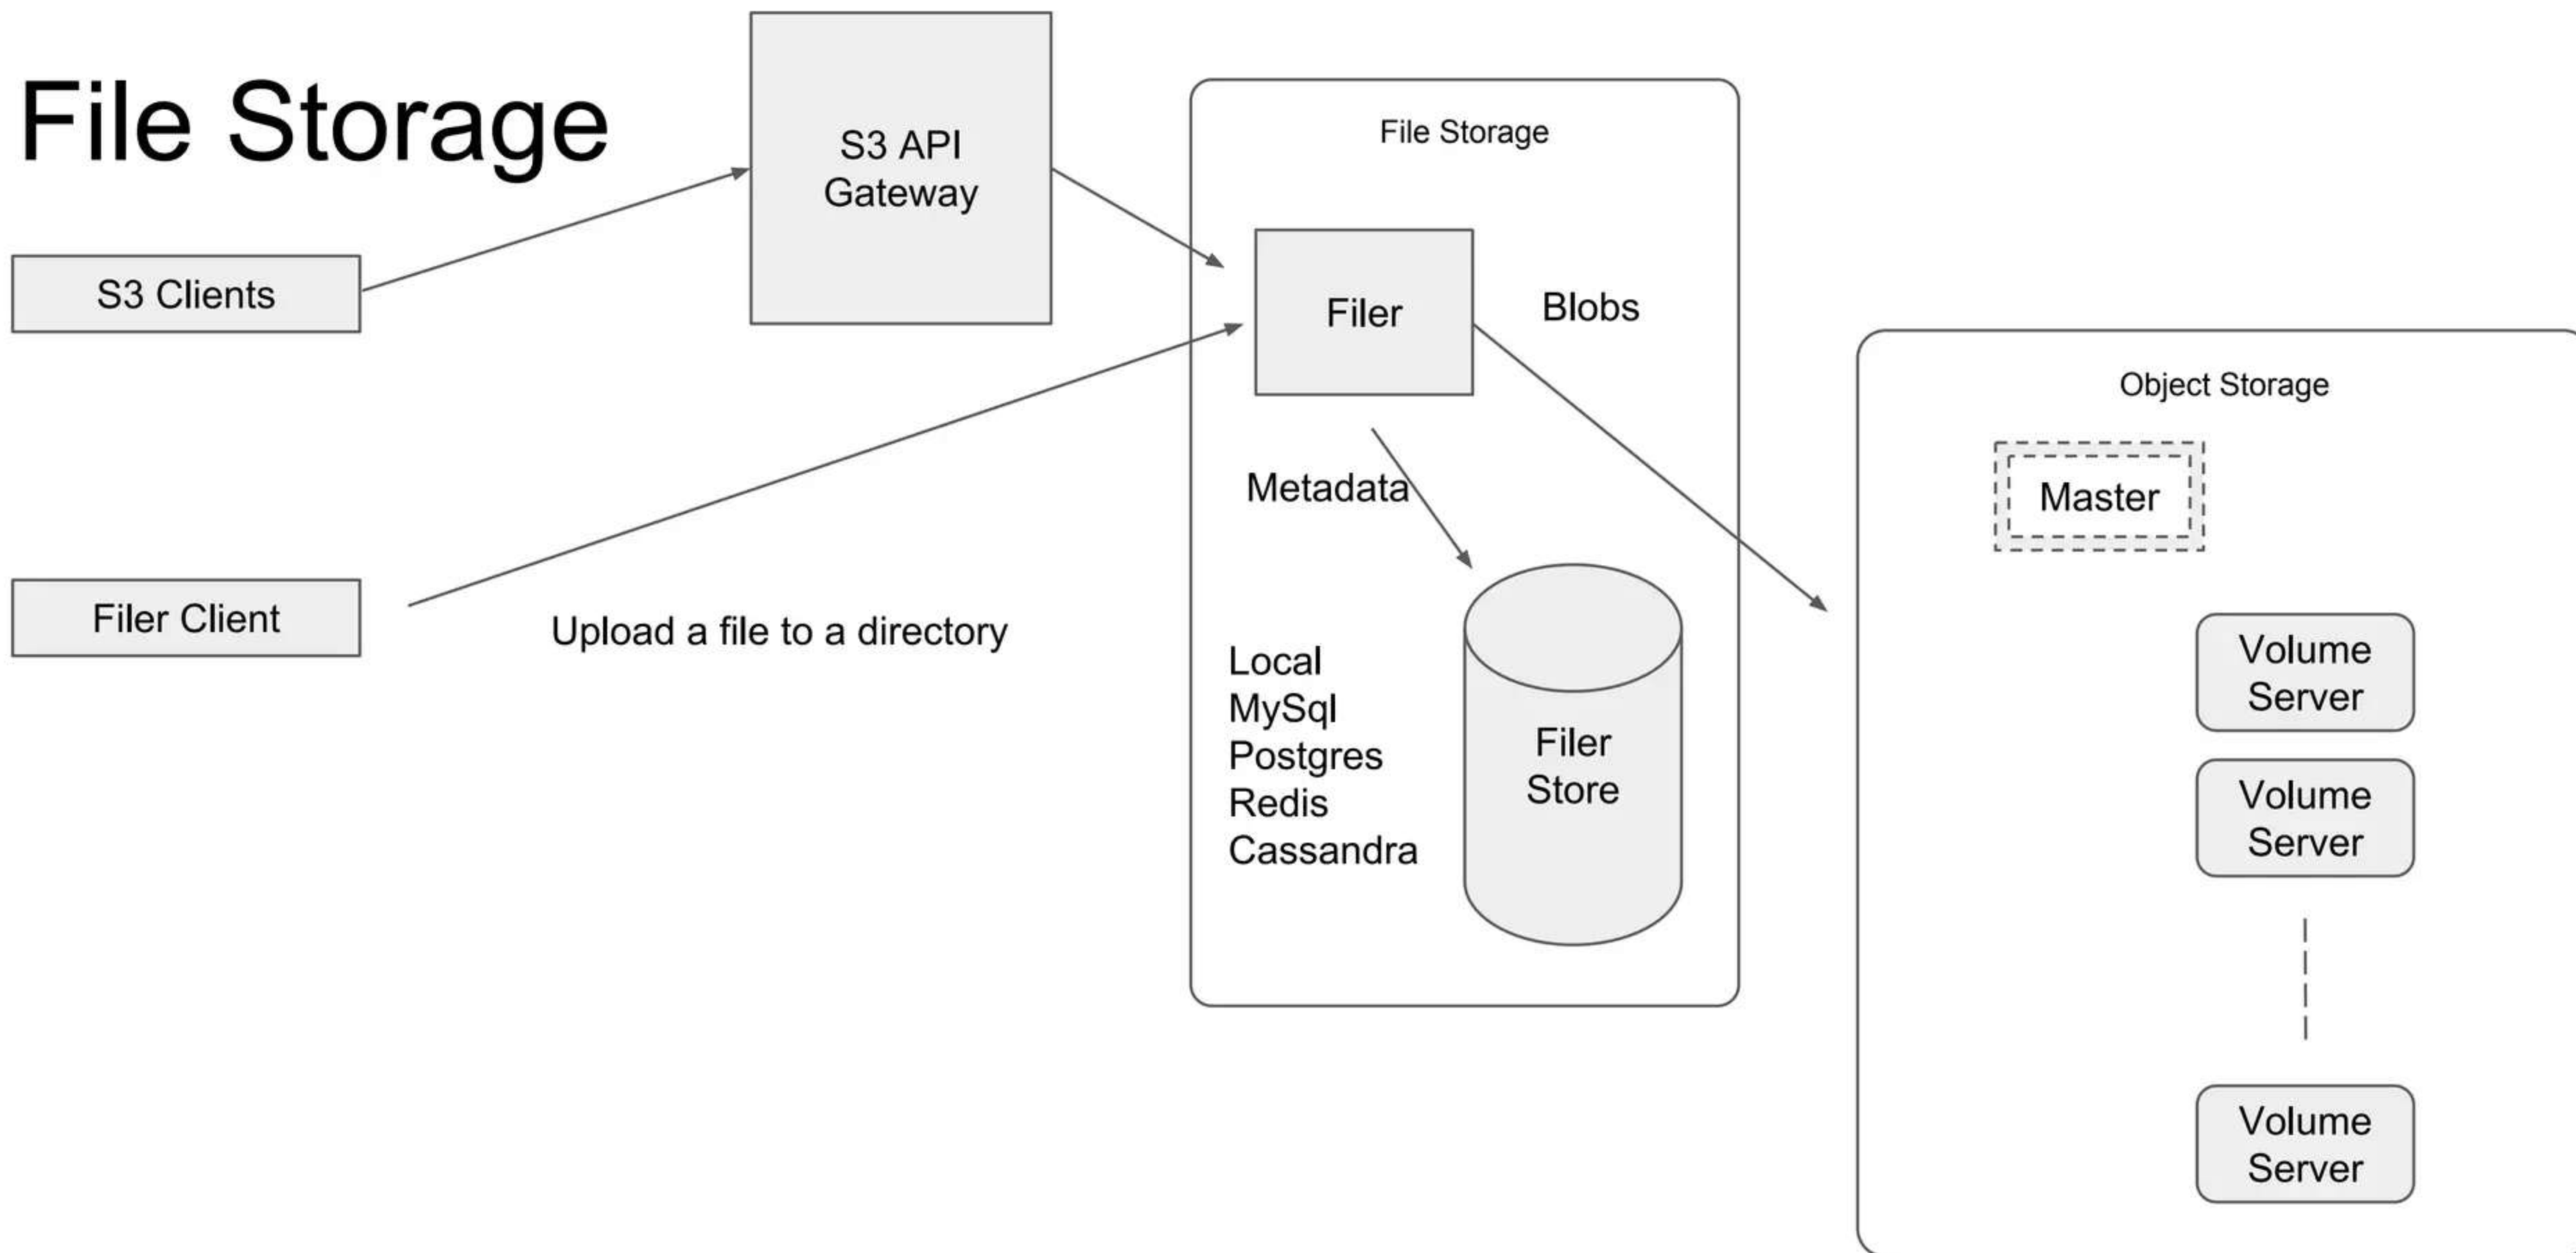 File Storage
S3 API
Gateway
S3 Clients
Filer Client
Upload a file to a directory
File Storage
Filer
Blobs
Metadata
Local
MySql
Postgres
Redis
Cassandra
Filer
Store
Object Storage
Master
Volume
Server
Volume
Server
Volume
Server